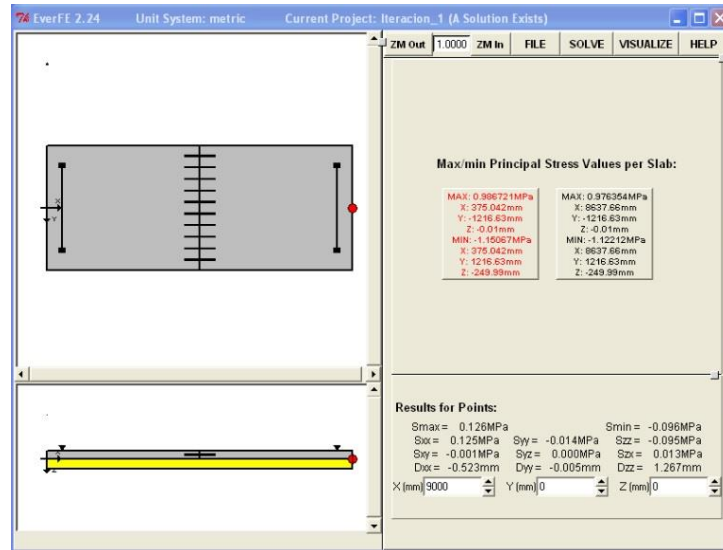 EverFE 2.24 Unit System: metric Current Project: Iteracion_1 (A Solution Exists)
ZM Out 1.0000 ZM In FILE SOLVE VISUALIZE HELP
Max/min Principal Stress Values per Slab:
MAX: 0.986721MPa
X: 375.042mm
Y: -1216.63mm
Z: -0.01mm
MIN: -1.15067MPa
X: 375.042mm
Y: 1216.63mm
Z: -249.99mm
MAX: 0.976354MPa
X: 8637.66mm
Y: -1216.63mm
Z: -0.01mm
MIN: -1.12212MPa
X: 8637.66mm
Y: 1216.63mm
Z: -249.99mm
X
Y
X
Z
Results for Points:
Smax = 0.126MPa Smin = -0.096MPa
Sxx = 0.125MPa Syy = -0.014MPa Szz = -0.095MPa
Sxy = -0.001MPa Syz = 0.000MPa Szx = 0.013MPa
Dxx = -0.523mm Dyy = -0.005mm Dzz = 1.267mm
X (mm) 9000 Y (mm) 0 Z (mm) 0